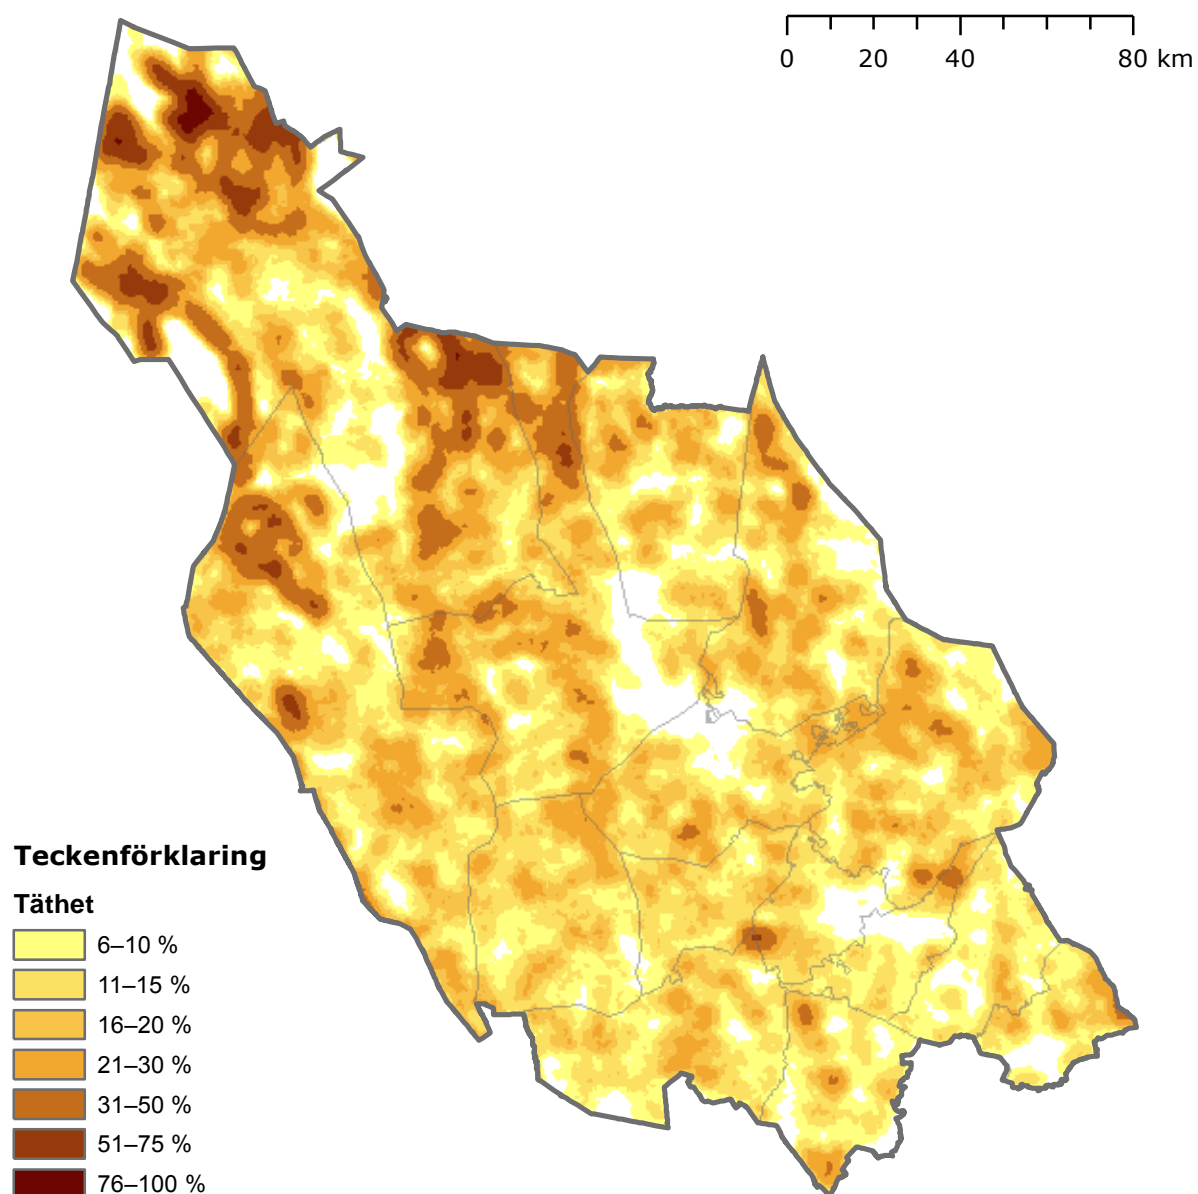 0 20 40 80 km
Teckenförklaring
Täthet
6–10 %
11–15 %
16–20 %
21–30 %
31–50 %
51–75 %
76–100 %